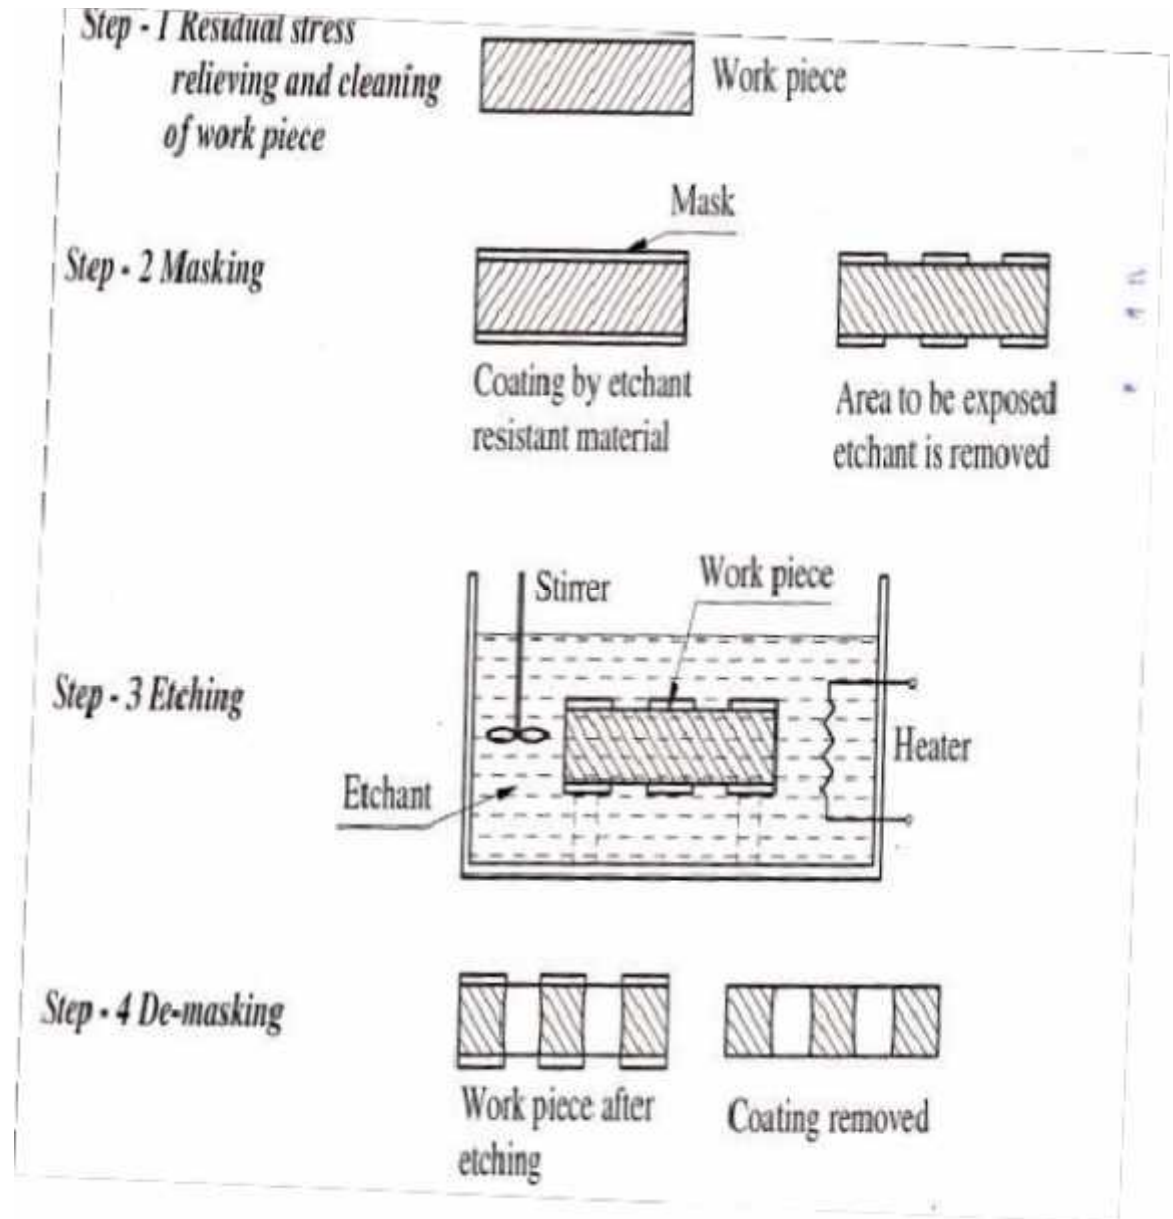 Step - 1 Residual stress
relieving and cleaning
of work piece
Work piece
Mask
Step - 2 Masking
Coating by etchant
resistant material
Area to be exposed
etchant is removed
Stirrer
Work piece
Step - 3 Etching
Heater
Etchant
Step - 4 De-masking
Work piece after
etching
Coating removed